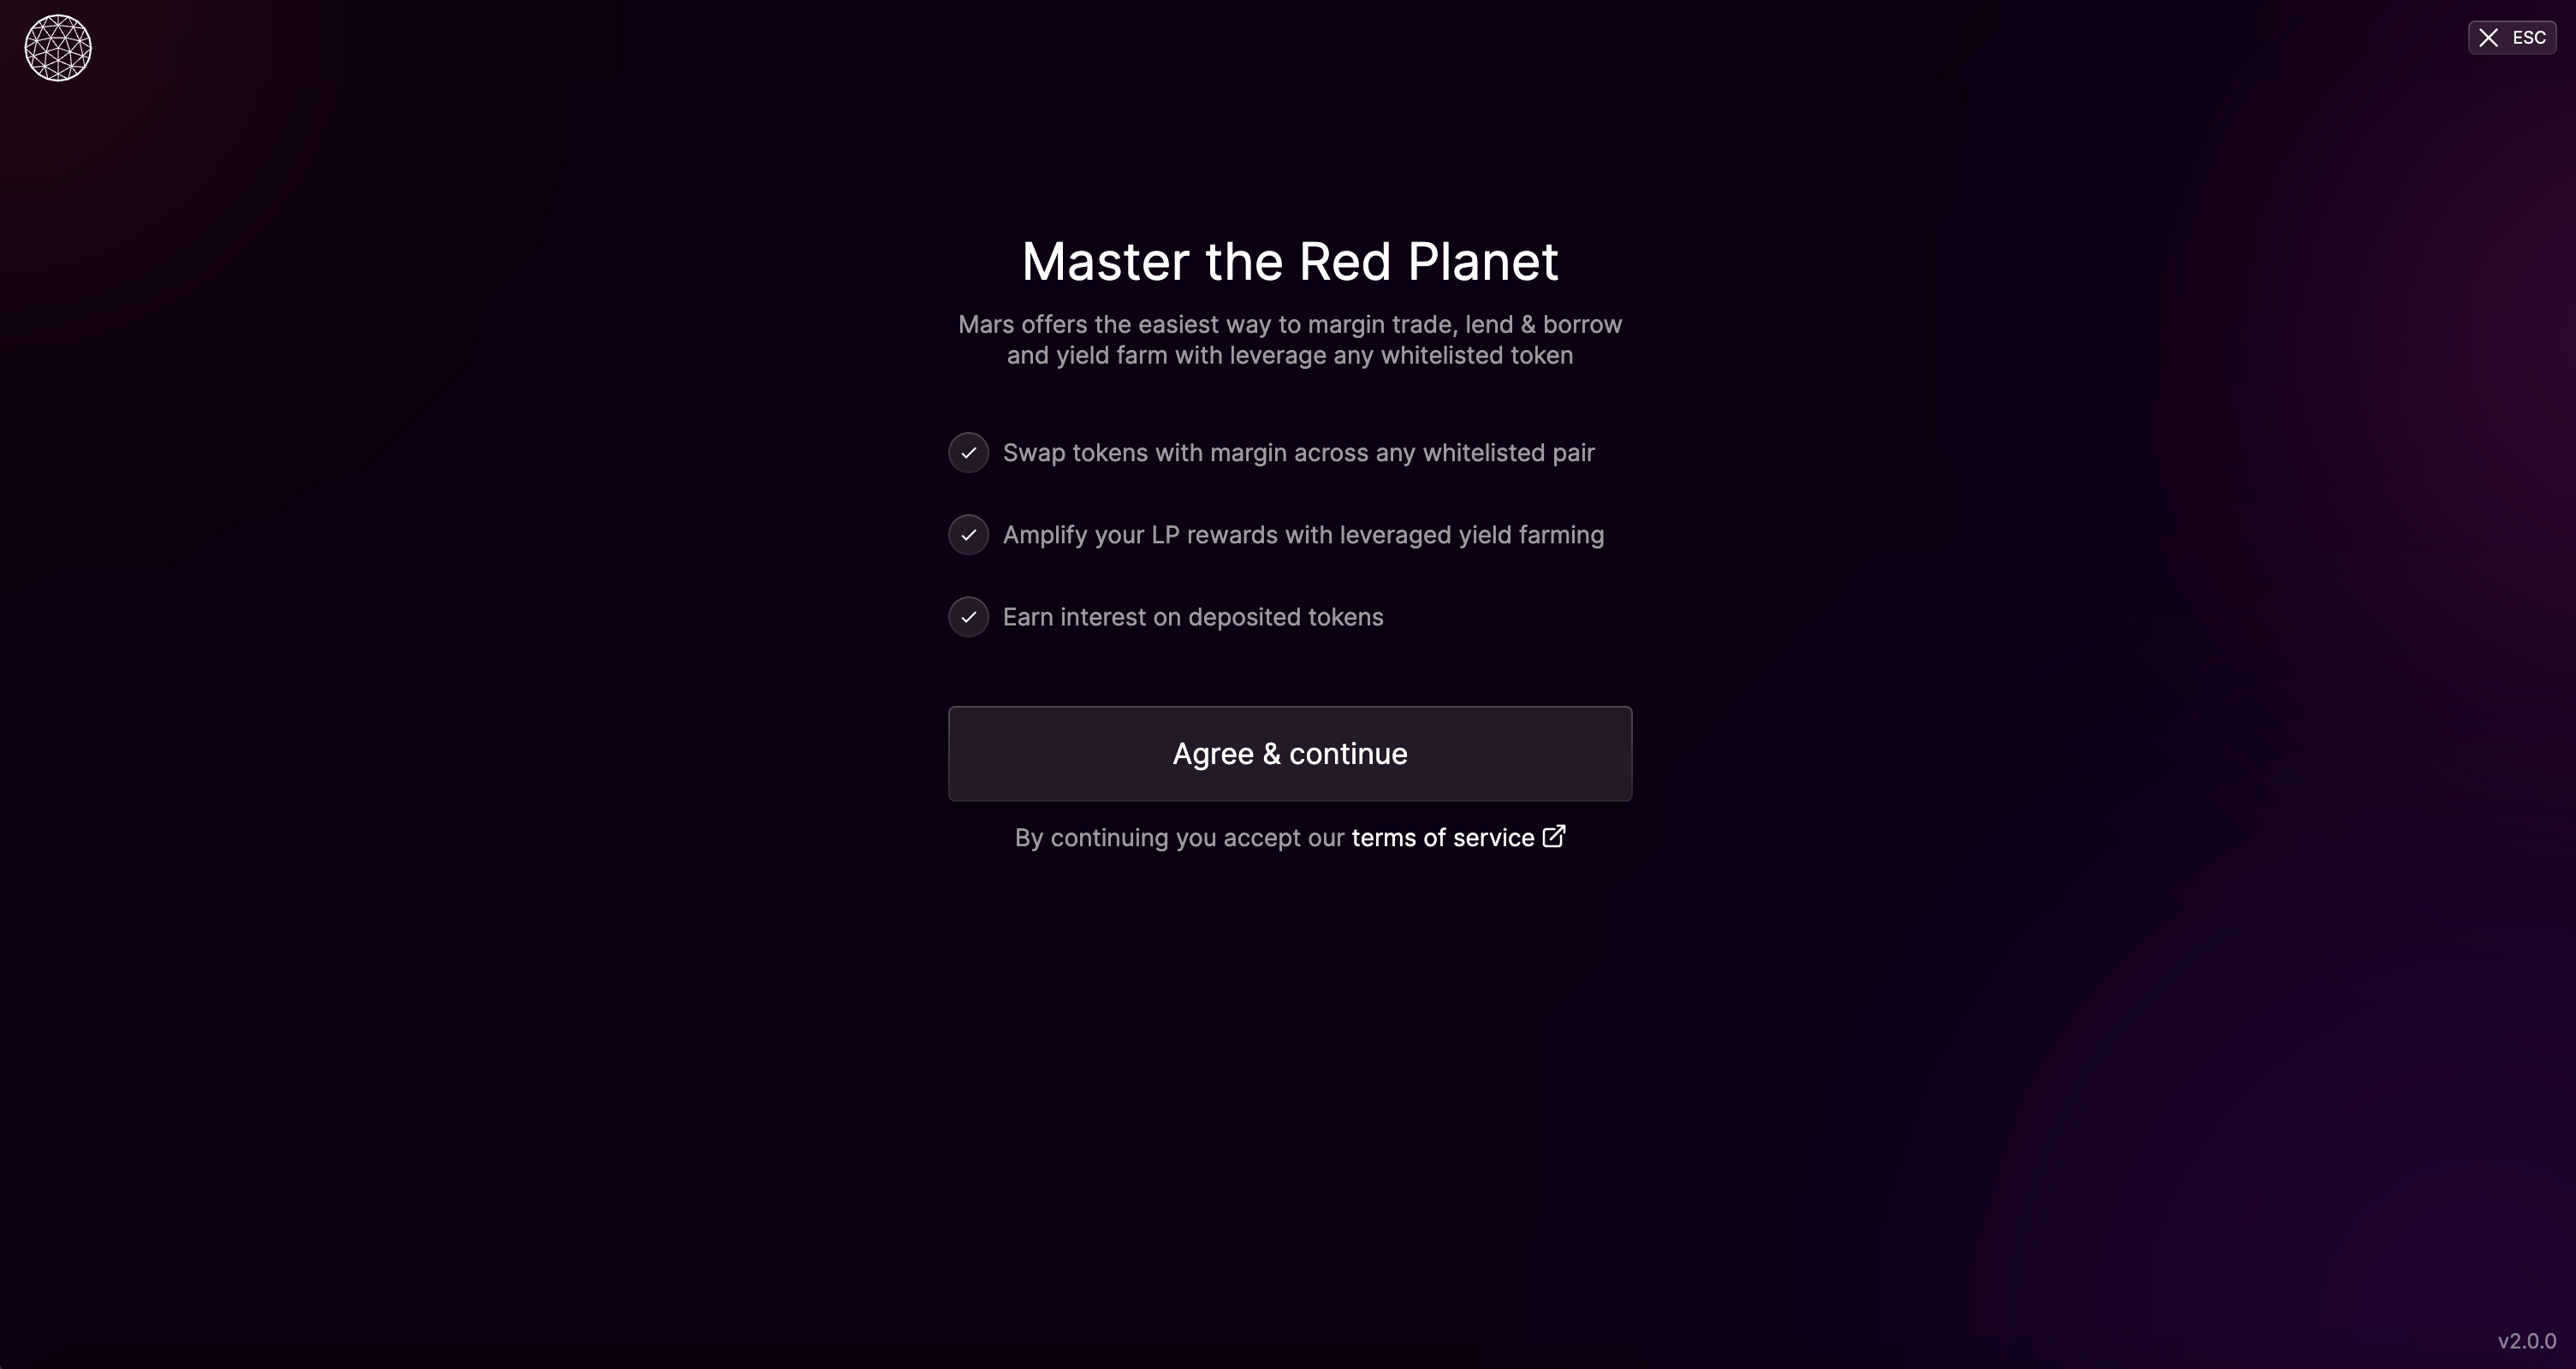 ESC
Master the Red Planet
Mars offers the easiest way to margin trade, lend & borrow
and yield farm with leverage any whitelisted token
Swap tokens with margin across any whitelisted pair
Amplify your LP rewards with leveraged yield farming
Earn interest on deposited tokens
Agree & continue
By continuing you accept our terms of service
v2.0.0